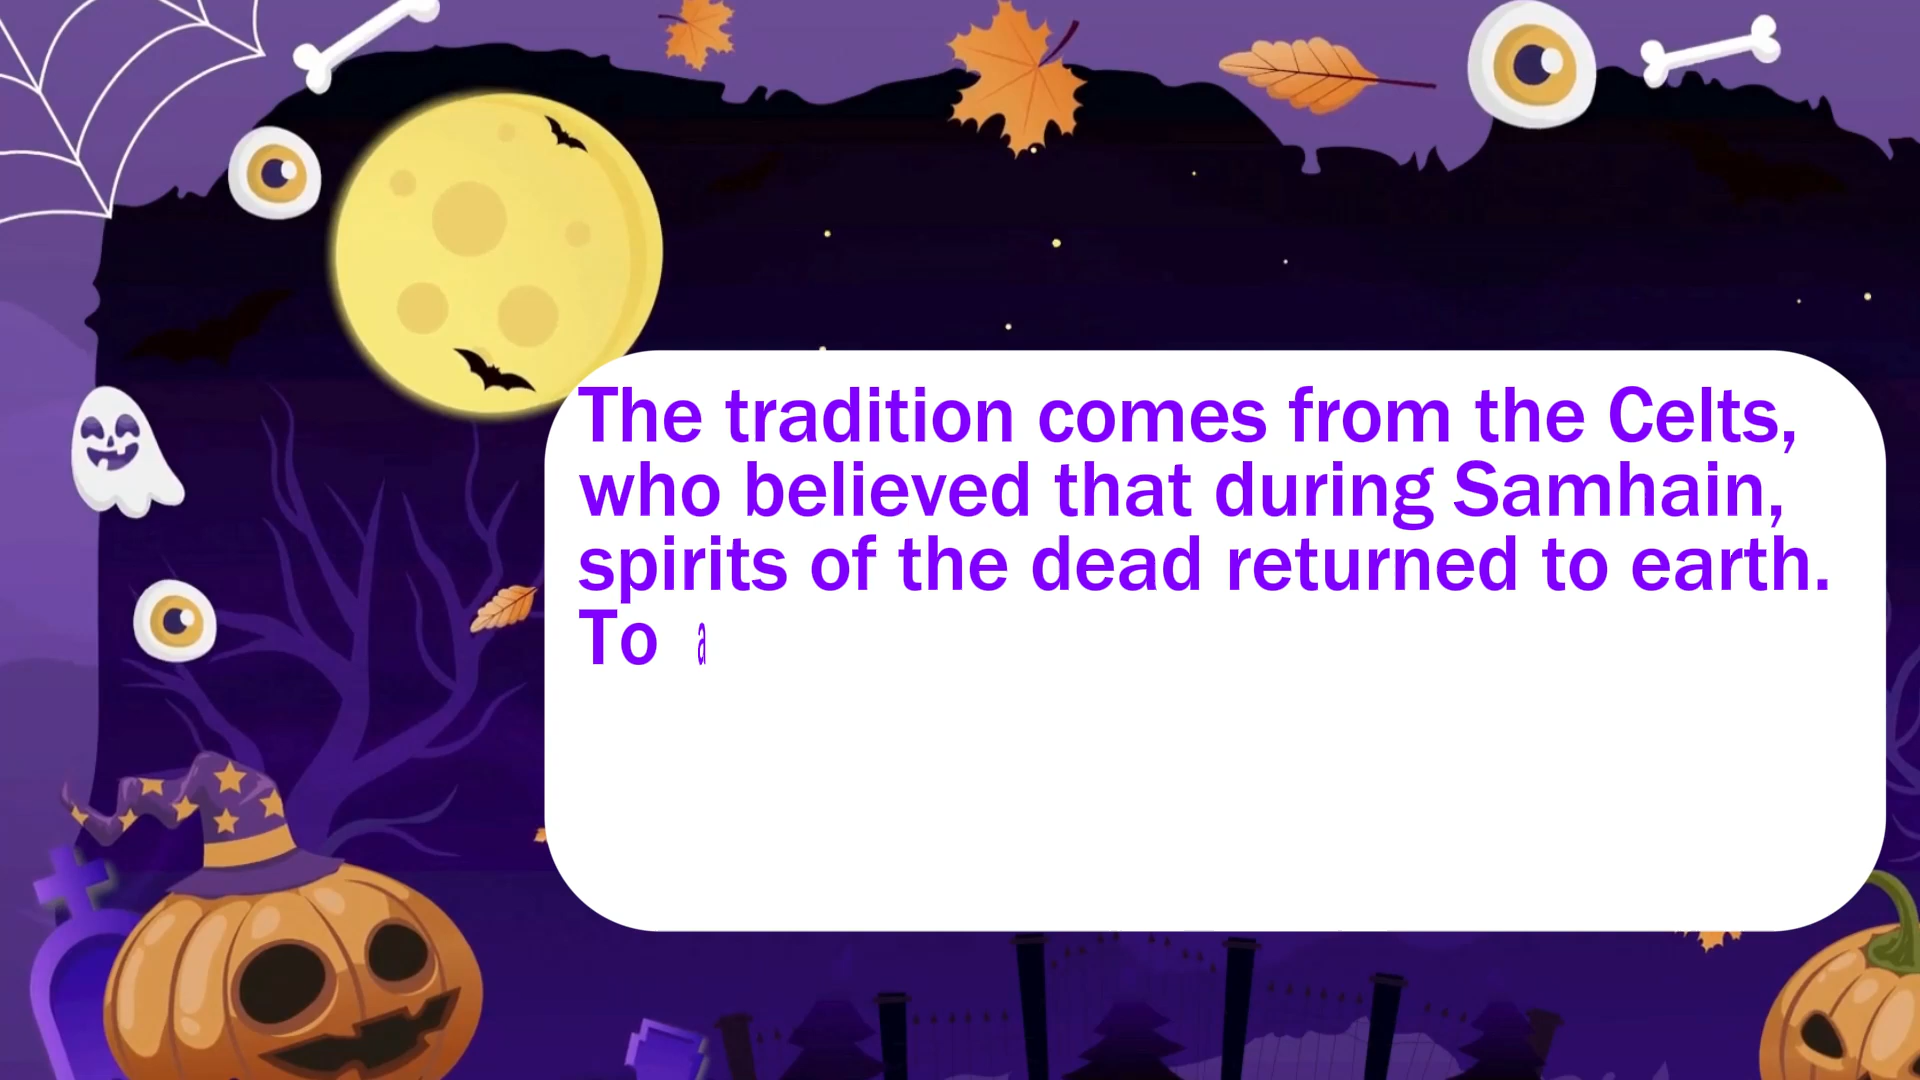 The tradition comes from the Celts,
who believed that during Samhain,
spirits of the dead returned to earth.
To a